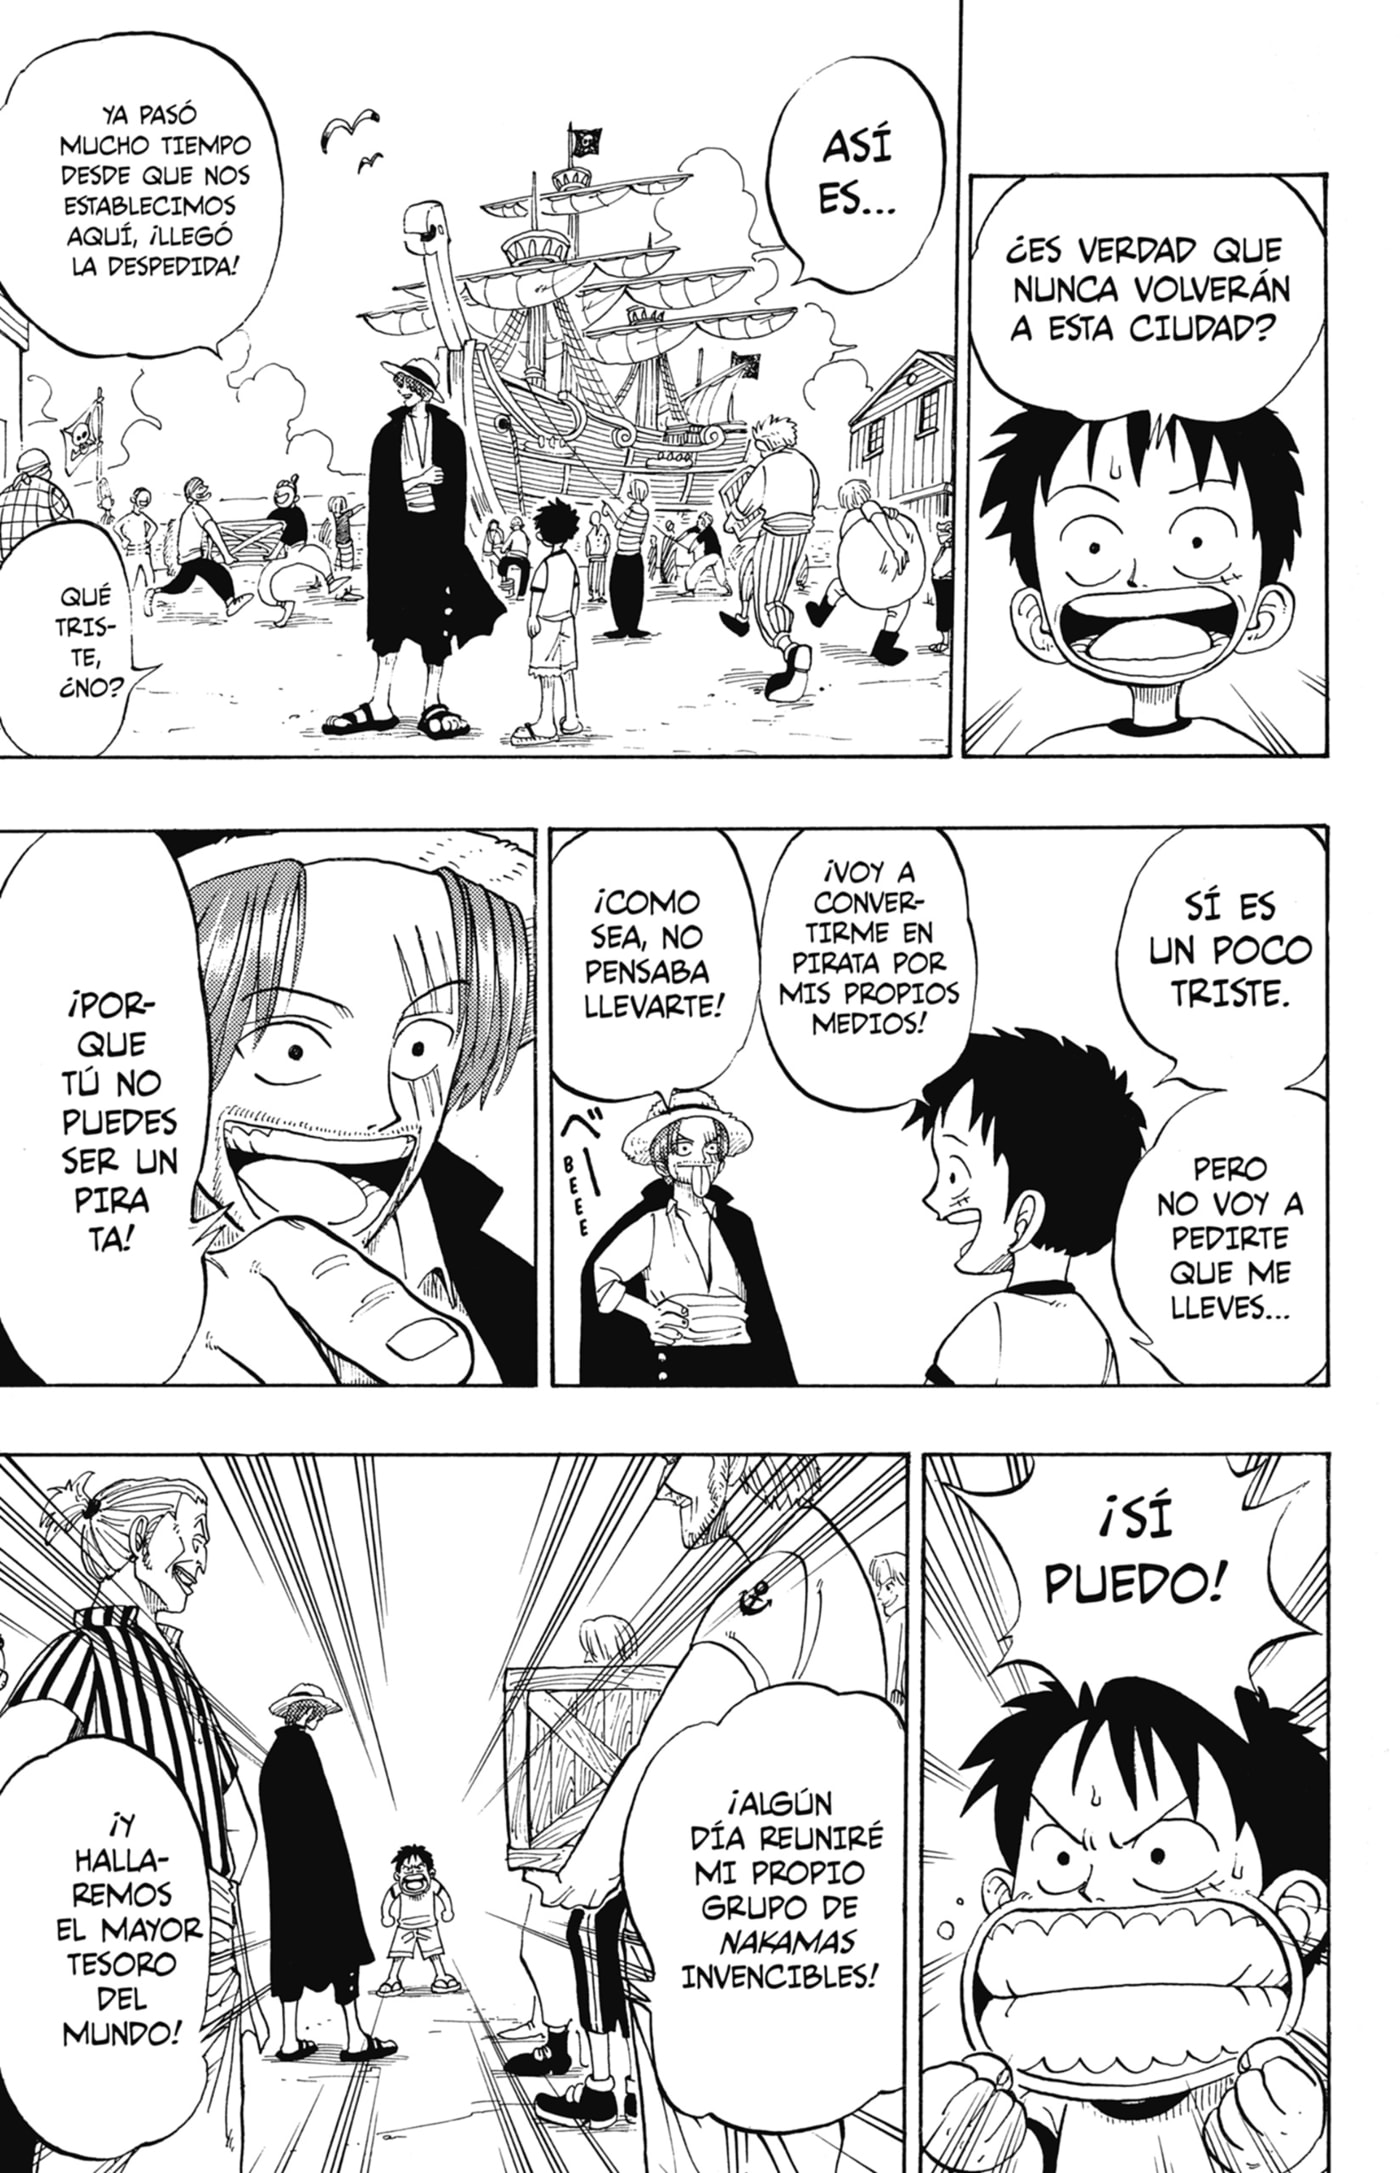 ¿ES VERDAD QUE
NUNCA VOLVERÁN
A ESTA CIUDAD?
ASÍ
ES...
YA PASÓ
MUCHO TIEMPO
DESDE QUE NOS
ESTABLECIMOS
AQUÍ, ¡LLEGÓ
LA DESPEDIDA!
QUÉ
TRIS-
TE,
¿NO?
SÍ ES
UN POCO
TRISTE.
PERO
NO VOY A
PEDIRTE
QUE ME
LLEVES...
¡VOY A
CONVER-
TIRME EN
PIRATA POR
MIS PROPIOS
MEDIOS!
¡COMO
SEA, NO
PENSABA
LLEVARTE!
べー
BEEEE
¡POR-
QUE
TÚ NO
PUEDES
SER UN
PIRA
TA!
¡SÍ
PUEDO!
¡ALGÚN
DÍA REUNIRÉ
MI PROPIO
GRUPO DE
NAKAMAS
INVENCIBLES!
¡Y
HALLA-
REMOS
EL MAYOR
TESORO
DEL
MUNDO!